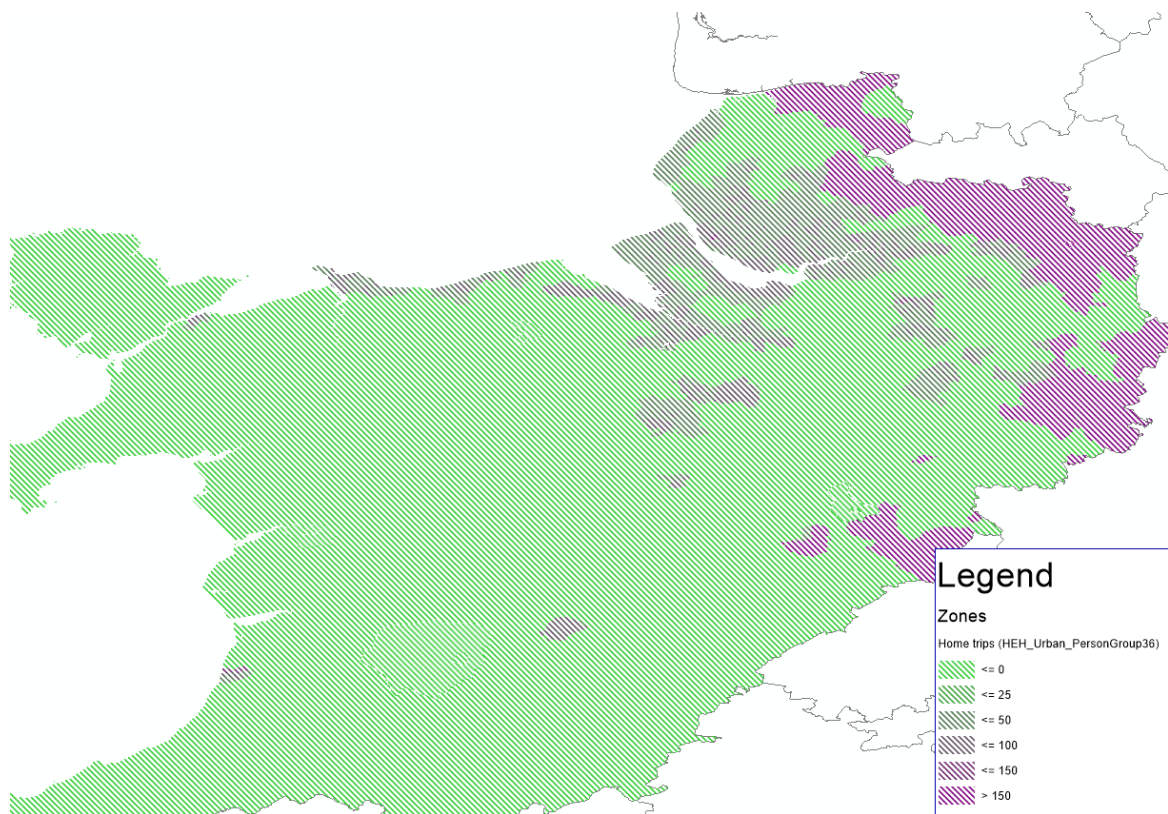 Legend
Zones
Home trips (HEH_Urban_PersonGroup36)
<= 0
<= 25
<= 50
<= 100
<= 150
> 150